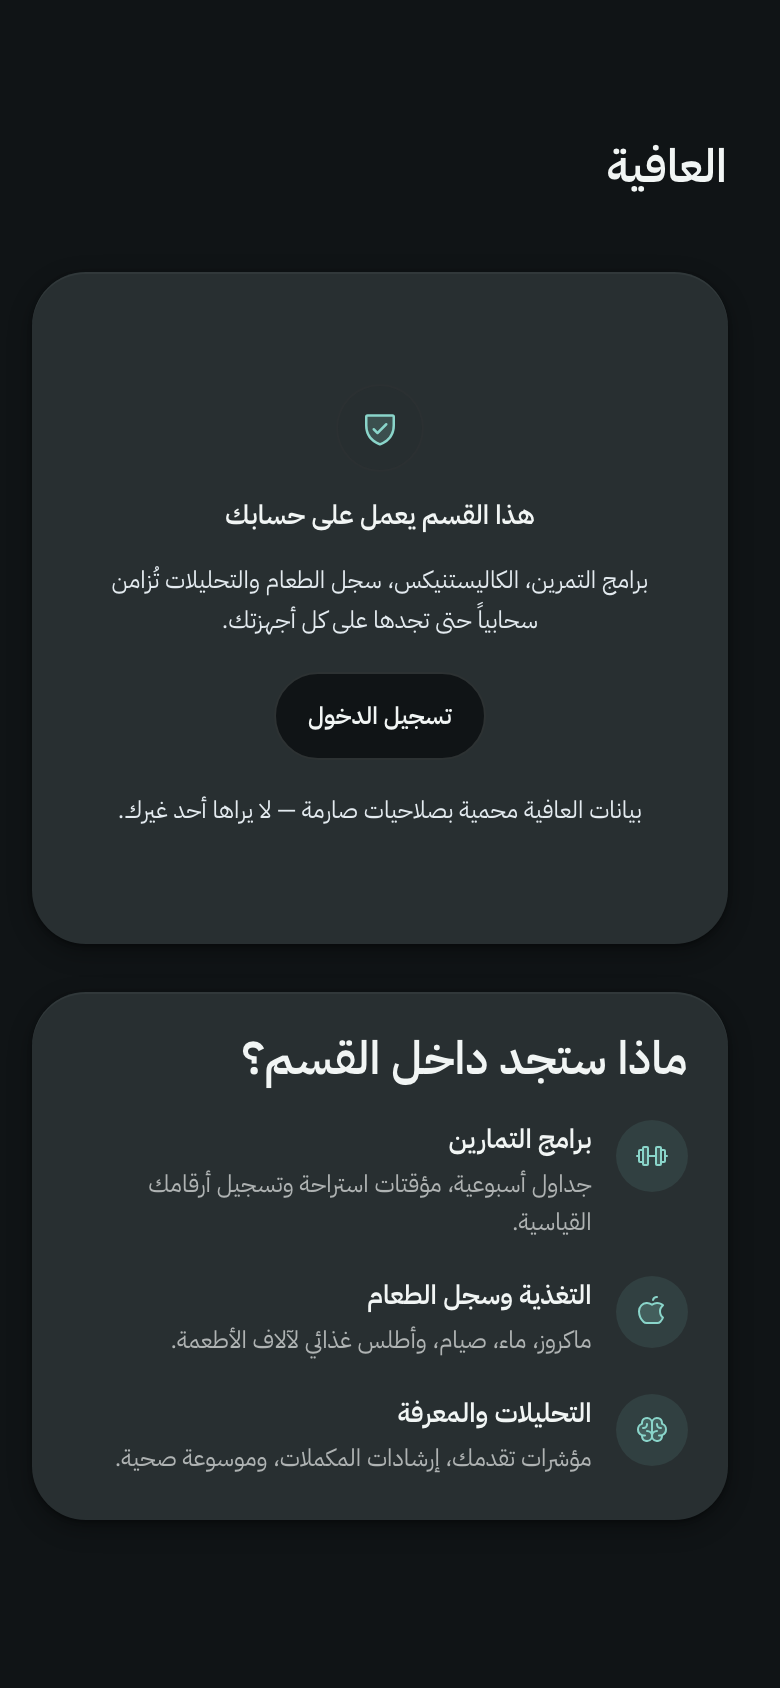 العافية
هذا القسم يعمل على حسابك
برامج التمرين، الكاليستنيكس، سجل الطعام والتحليلات تُزامن
سحابياً حتى تجدها على كل أجهزتك.
تسجيل الدخول
بيانات العافية محمية بصلاحيات صارمة — لا يراها أحد غيرك.
ماذا ستجد داخل القسم؟
برامج التمارين
جداول أسبوعية، مؤقتات استراحة وتسجيل أرقامك
القياسية.
التغذية وسجل الطعام
ماكروز، ماء، صيام، وأطلس غذائي لآلاف الأطعمة.
التحليلات والمعرفة
مؤشرات تقدمك، إرشادات المكملات، وموسوعة صحية.